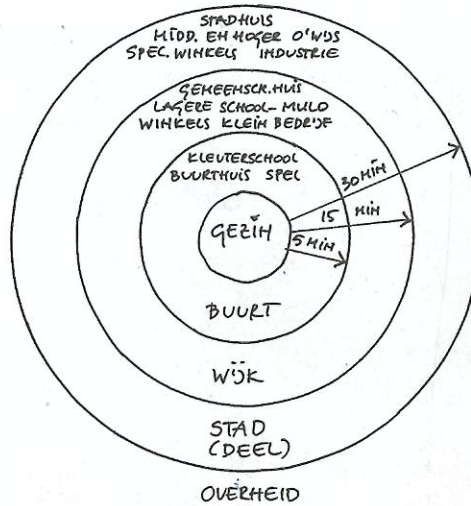 STADHUIS
MIDD. EN HOGER O'WIJS
SPEC. WINKELS INDUSTRIE
GEMEENSCH. HUIS
LAGERE SCHOOL - MULO
WINKELS KLEIN BEDRIJF
KLEUTERSCHOOL
BUURTHUIS SPEL
30 MIN
15 MIN
GEZIN
5 MIN
BUURT
WIJK
STAD
(DEEL)
OVERHEID